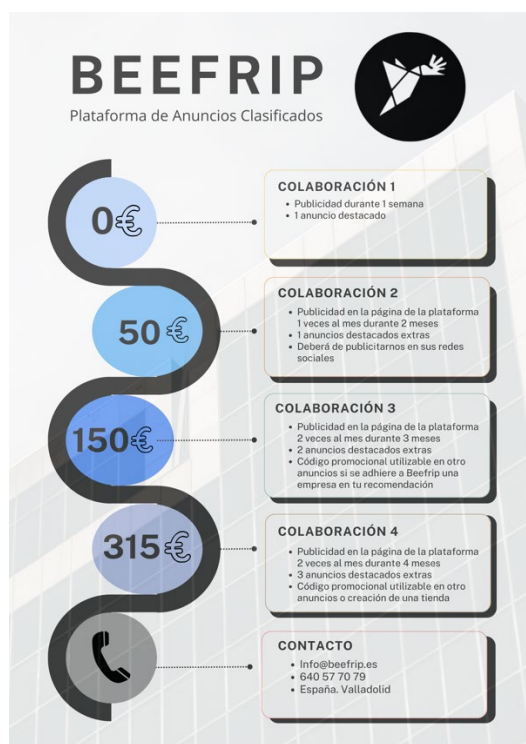 BEEFRIP
Plataforma de Anuncios Clasificados
0€
COLABORACIÓN 1
• Publicidad durante 1 semana
• 1 anuncio destacado
50 €
COLABORACIÓN 2
• Publicidad en la página de la plataforma
1 veces al mes durante 2 meses
• 1 anuncios destacados extras
• Deberá de publicitarnos en sus redes
sociales
150€
COLABORACIÓN 3
• Publicidad en la página de la plataforma
2 veces al mes durante 3 meses
• 2 anuncios destacados extras
• Código promocional utilizable en otro
anuncios si se adhiere a Beefrip una
empresa en tu recomendación
315€
COLABORACIÓN 4
• Publicidad en la página de la plataforma
2 veces al mes durante 4 meses
• 3 anuncios destacados extras
• Código promocional utilizable en otro
anuncios o creación de una tienda
CONTACTO
• Info@beefrip.es
• 640 57 70 79
• España. Valladolid